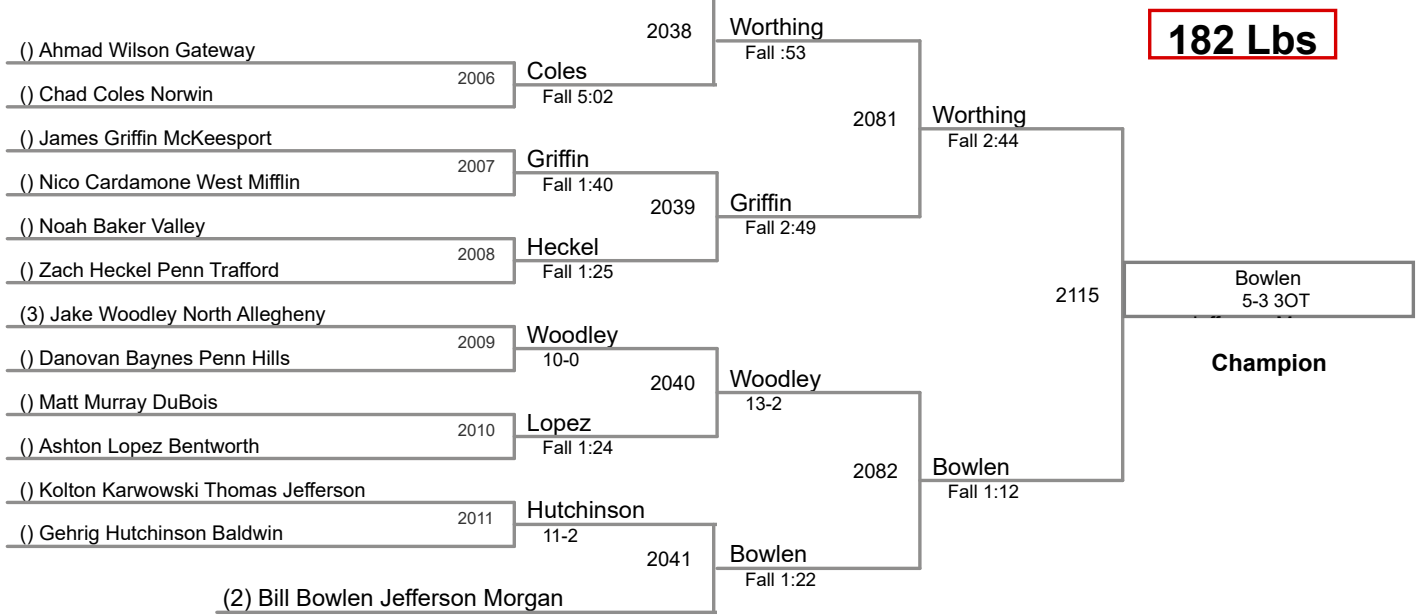 182 Lbs
() Ahmad Wilson Gateway
() Chad Coles Norwin
() James Griffin McKeesport
() Nico Cardamone West Mifflin
() Noah Baker Valley
() Zach Heckel Penn Trafford
(3) Jake Woodley North Allegheny
() Danovan Baynes Penn Hills
() Matt Murray DuBois
() Ashton Lopez Bentworth
() Kolton Karwowski Thomas Jefferson
() Gehrig Hutchinson Baldwin
(2) Bill Bowlen Jefferson Morgan
2006
2007
2008
2009
2010
2011
Coles
Fall 5:02
Griffin
Fall 1:40
Heckel
Fall 1:25
Woodley
10-0
Lopez
Fall 1:24
Hutchinson
11-2
2038
2039
2040
2041
Worthing
Fall :53
Griffin
Fall 2:49
Woodley
13-2
Bowlen
Fall 1:22
2081
2082
Worthing
Fall 2:44
Bowlen
Fall 1:12
2115
Bowlen
5-3 3OT
Champion